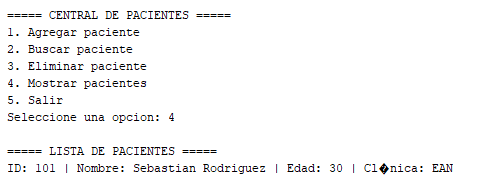 ===== CENTRAL DE PACIENTES =====
1. Agregar paciente
2. Buscar paciente
3. Eliminar paciente
4. Mostrar pacientes
5. Salir
Seleccione una opcion: 4
===== LISTA DE PACIENTES =====
ID: 101 | Nombre: Sebastian Rodriguez | Edad: 30 | Cl�nica: EAN